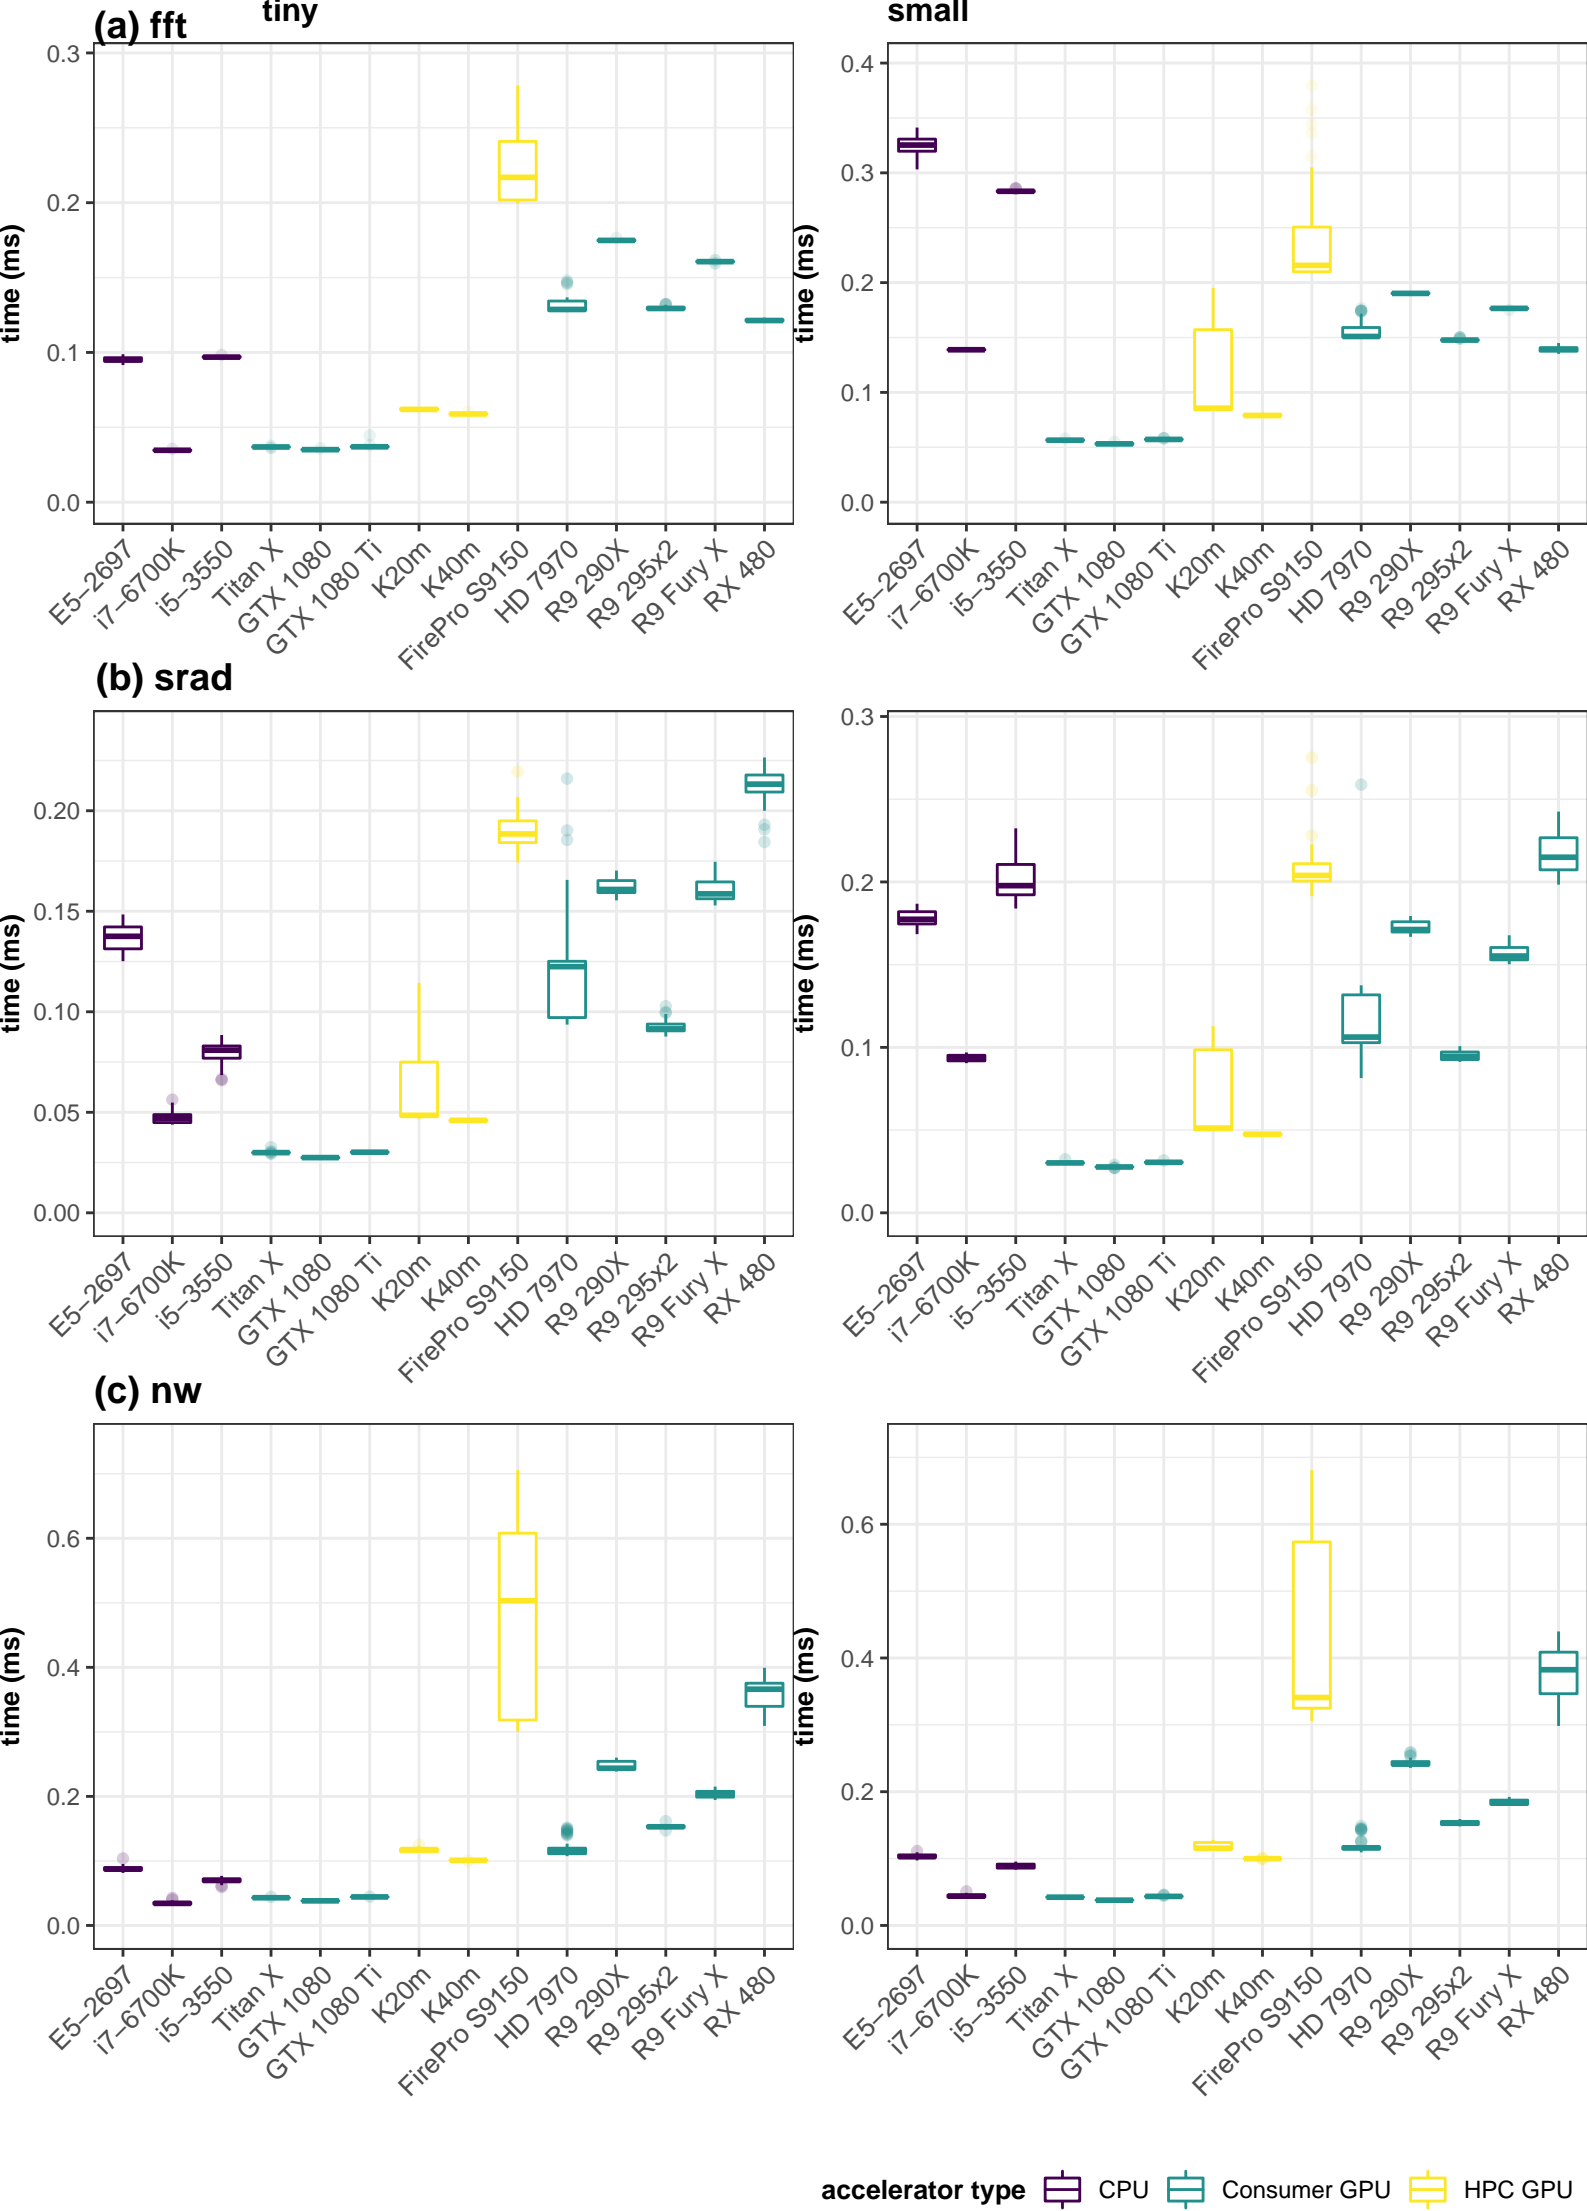 tiny
small
(a) fft
time (ms)
0.3
0.2
0.1
0.0
E5−2697
i7−6700K
i5−3550
Titan X
GTX 1080
GTX 1080 Ti
K20m
K40m
FirePro S9150
HD 7970
R9 290X
R9 295x2
R9 Fury X
RX 480
time (ms)
0.4
0.3
0.2
0.1
0.0
E5−2697
i7−6700K
i5−3550
Titan X
GTX 1080
GTX 1080 Ti
K20m
K40m
FirePro S9150
HD 7970
R9 290X
R9 295x2
R9 Fury X
RX 480
(b) srad
time (ms)
0.20
0.15
0.10
0.05
0.00
E5−2697
i7−6700K
i5−3550
Titan X
GTX 1080
GTX 1080 Ti
K20m
K40m
FirePro S9150
HD 7970
R9 290X
R9 295x2
R9 Fury X
RX 480
time (ms)
0.3
0.2
0.1
0.0
E5−2697
i7−6700K
i5−3550
Titan X
GTX 1080
GTX 1080 Ti
K20m
K40m
FirePro S9150
HD 7970
R9 290X
R9 295x2
R9 Fury X
RX 480
(c) nw
time (ms)
0.6
0.4
0.2
0.0
E5−2697
i7−6700K
i5−3550
Titan X
GTX 1080
GTX 1080 Ti
K20m
K40m
FirePro S9150
HD 7970
R9 290X
R9 295x2
R9 Fury X
RX 480
time (ms)
0.6
0.4
0.2
0.0
E5−2697
i7−6700K
i5−3550
Titan X
GTX 1080
GTX 1080 Ti
K20m
K40m
FirePro S9150
HD 7970
R9 290X
R9 295x2
R9 Fury X
RX 480
accelerator type CPU Consumer GPU HPC GPU